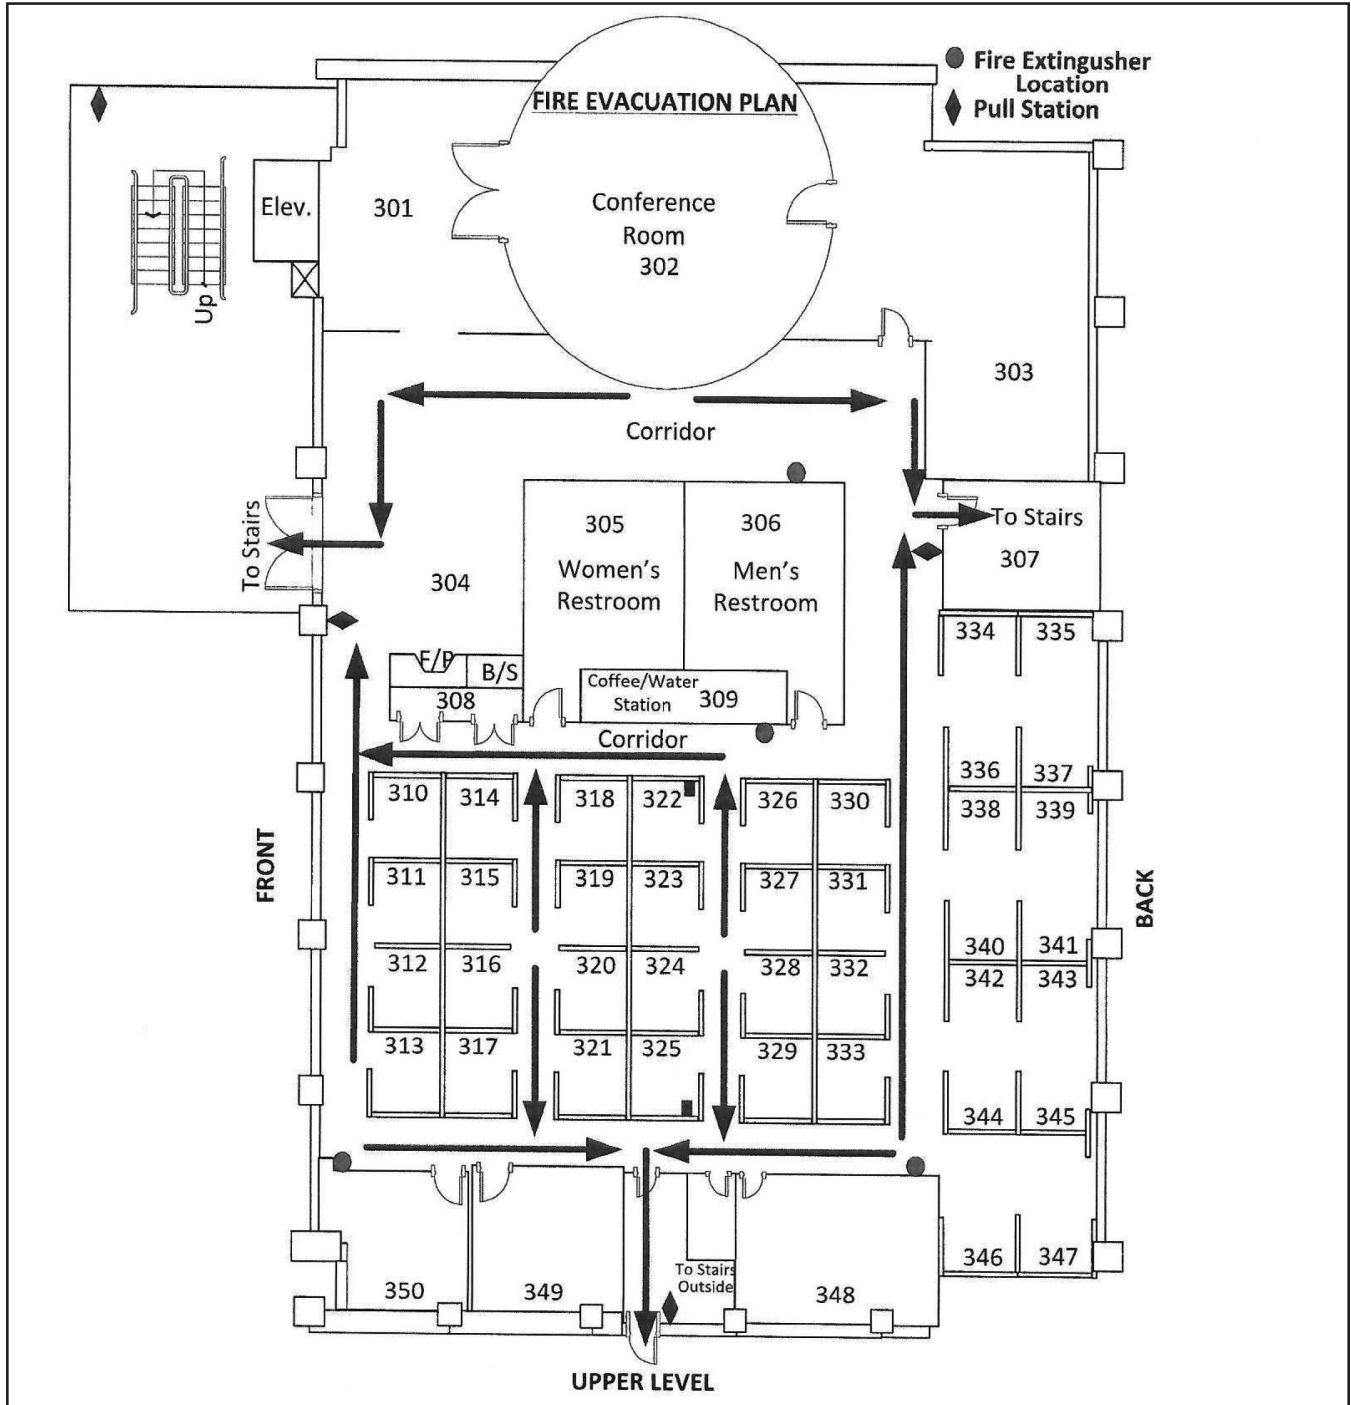 Fire Extingusher
Location
Pull Station
FIRE EVACUATION PLAN
Elev.
Up
301
Conference
Room
302
303
Corridor
To Stairs
304
305
Women's
Restroom
306
Men's
Restroom
To Stairs
307
F/P
B/S
308
Coffee/Water
Station
309
Corridor
334
335
336
337
338
339
310
314
318
322
326
330
311
315
319
323
327
331
312
316
320
324
328
332
313
317
321
325
329
333
340
341
342
343
344
345
346
347
FRONT
BACK
350
349
To Stairs
Outside
348
UPPER LEVEL